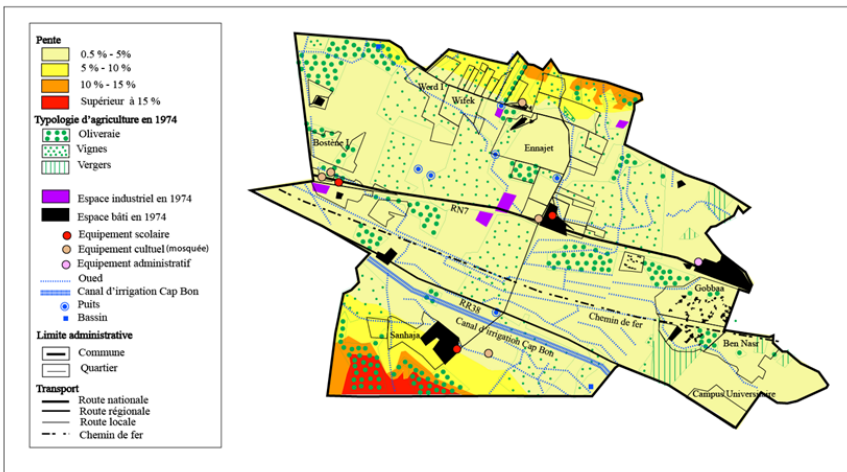 Pente
0.5 % - 5%
5 % - 10 %
10 % - 15 %
Supérieur à 15 %
Typologie d'agriculture en 1974
Oliveraie
Vignes
Vergers
Espace industriel en 1974
Espace bâti en 1974
Equipement scolaire
Equipement cultuel (mosquée)
Equipement administratif
Oued
Canal d'irrigation Cap Bon
Puits
Bassin
Limite administrative
Commune
Quartier
Transport
Route nationale
Route régionale
Route locale
Chemin de fer
Werd I
Wifek
Bostène I
Ennajet
RN7
Gobbaa
RR38
Chemin de fer
Canal d'irrigation Cap Bon
Sanhaja
Ben Nasr
Campus Universitaire